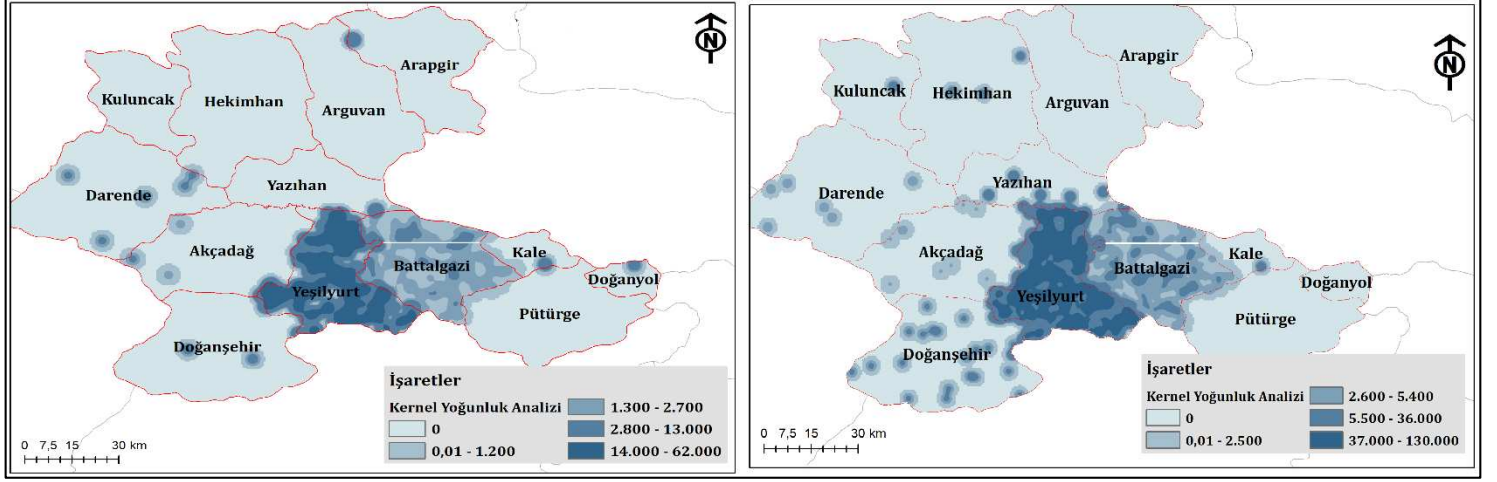 N
Arapgir
Kuluncak
Hekimhan
Arguvan
Darende
Yazıhan
Akçadağ
Kale
Battalgazi
Doğanyol
Yeşilyurt
Pütürge
Doğanşehir
İşaretler
Kernel Yoğunluk Analizi
0
0,01 - 1.200
1.300 - 2.700
2.800 - 13.000
14.000 - 62.000
0 7,5 15 30 km
N
Arapgir
Kuluncak
Hekimhan
Arguvan
Darende
Yazıhan
Akçadağ
Kale
Battalgazi
Doğanyol
Yeşilyurt
Pütürge
Doğanşehir
İşaretler
Kernel Yoğunluk Analizi
0
0,01 - 2.500
2.600 - 5.400
5.500 - 36.000
37.000 - 130.000
0 7,5 15 30 km